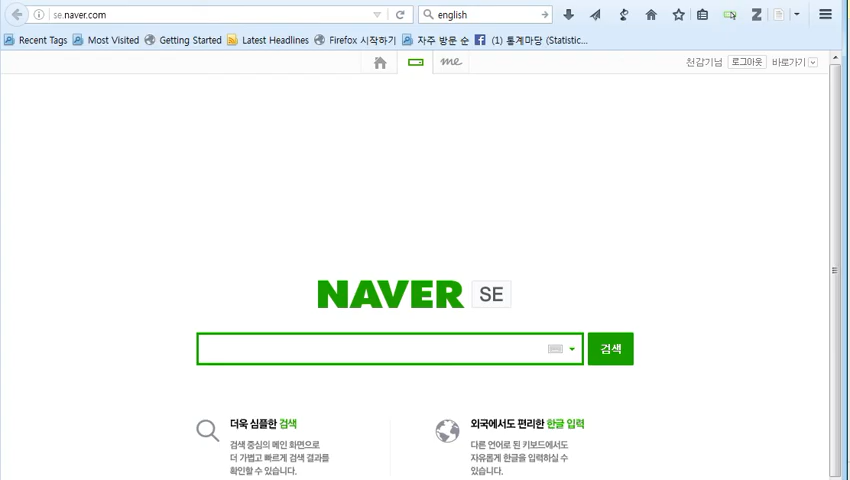 se.naver.com
english
Recent Tags Most Visited Getting Started Latest Headlines Firefox 시작하기 자주 방문 순 (1) 통계마당 (Statistic...
me 천감기님 로그아웃 바로가기
NAVER SE
검색
더욱 심플한 검색
검색 중심의 메인 화면으로
더 가볍고 빠르게 검색 결과를
확인할 수 있습니다.
외국에서도 편리한 한글 입력
다른 언어로 된 키보드에서도
자유롭게 한글을 입력하실 수
있습니다.